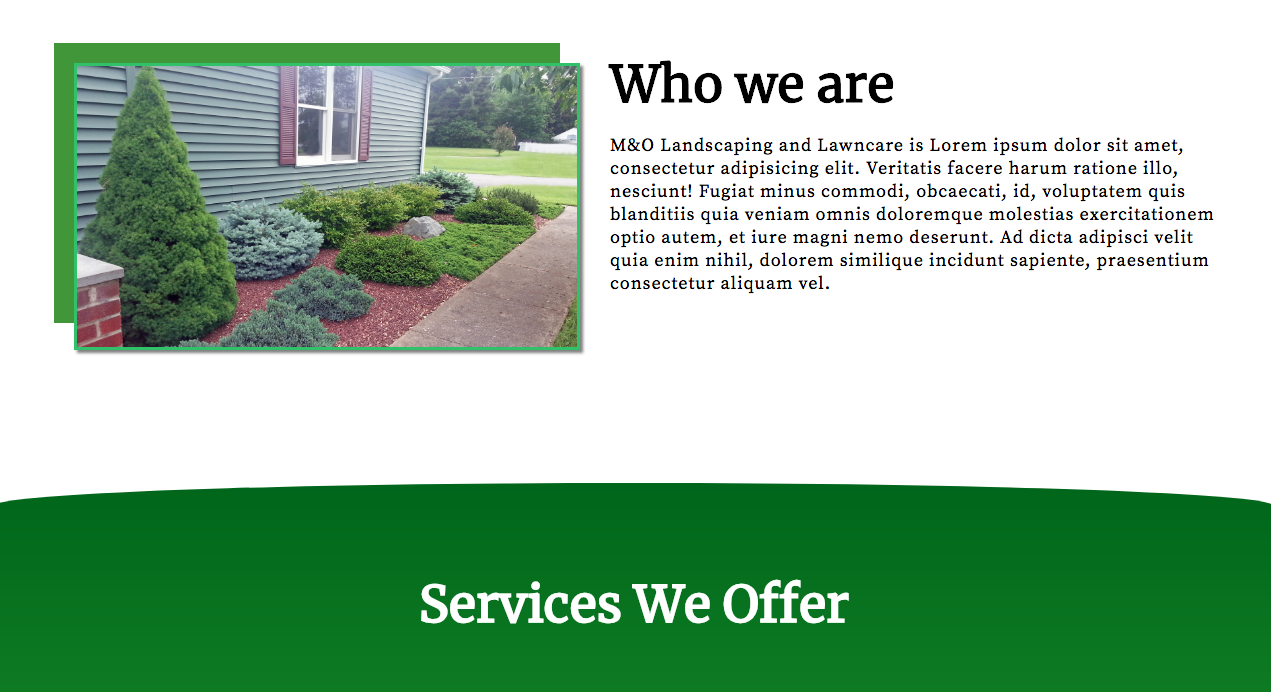 Who we are
M&O Landscaping and Lawncare is Lorem ipsum dolor sit amet,
consectetur adipisicing elit. Veritatis facere harum ratione illo,
nesciunt! Fugiat minus commodi, obcaecati, id, voluptatem quis
blanditiis quia veniam omnis doloremque molestias exercitationem
optio autem, et iure magni nemo deserunt. Ad dicta adipisci velit
quia enim nihil, dolorem similique incidunt sapiente, praesentium
consectetur aliquam vel.
Services We Offer